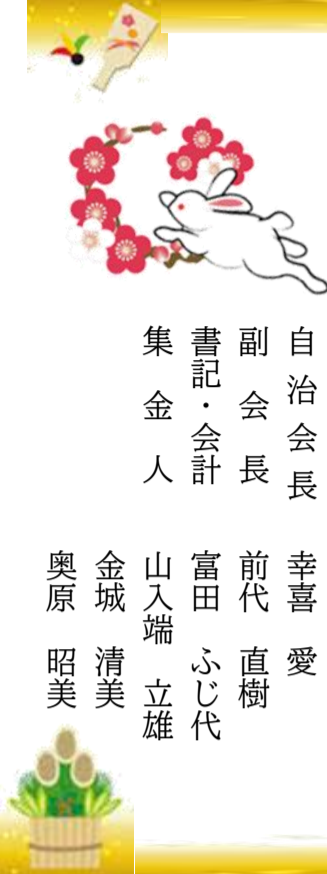 自治会長 幸喜 愛
副会長 前代 直樹
書記・会計 富田 ふじ代
集金人 山入端 立雄
金城 清美
奥原 昭美